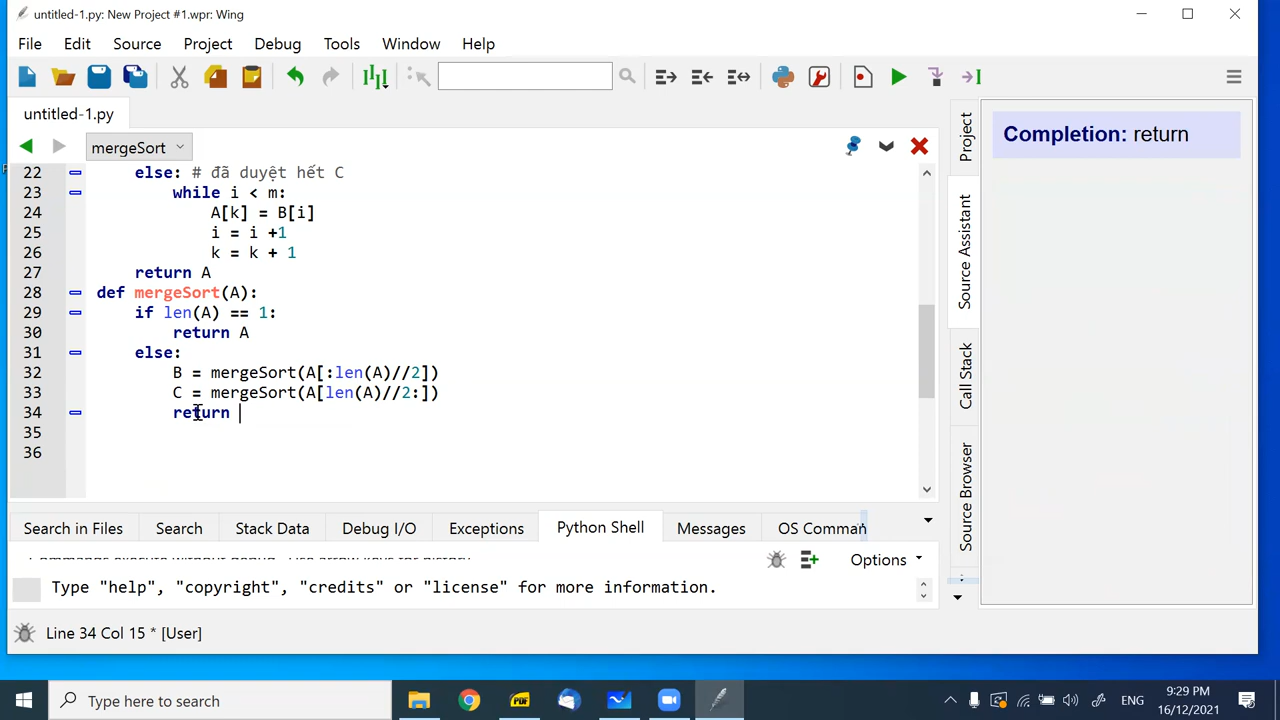 untitled-1.py: New Project #1.wpr: Wing
File Edit Source Project Debug Tools Window Help
untitled-1.py
mergeSort
22 else: # đã duyệt hết C
23 while i < m:
24 A[k] = B[i]
25 i = i +1
26 k = k + 1
27 return A
28 def mergeSort(A):
29 if len(A) == 1:
30 return A
31 else:
32 B = mergeSort(A[:len(A)//2])
33 C = mergeSort(A[len(A)//2:])
34 return
35
36
Completion: return
Project
Source Assistant
Call Stack
Source Browser
Search in Files Search Stack Data Debug I/O Exceptions Python Shell Messages OS Comman
Options
Type "help", "copyright", "credits" or "license" for more information.
Line 34 Col 15 * [User]
Type here to search
PDF
ENG
9:29 PM
16/12/2021